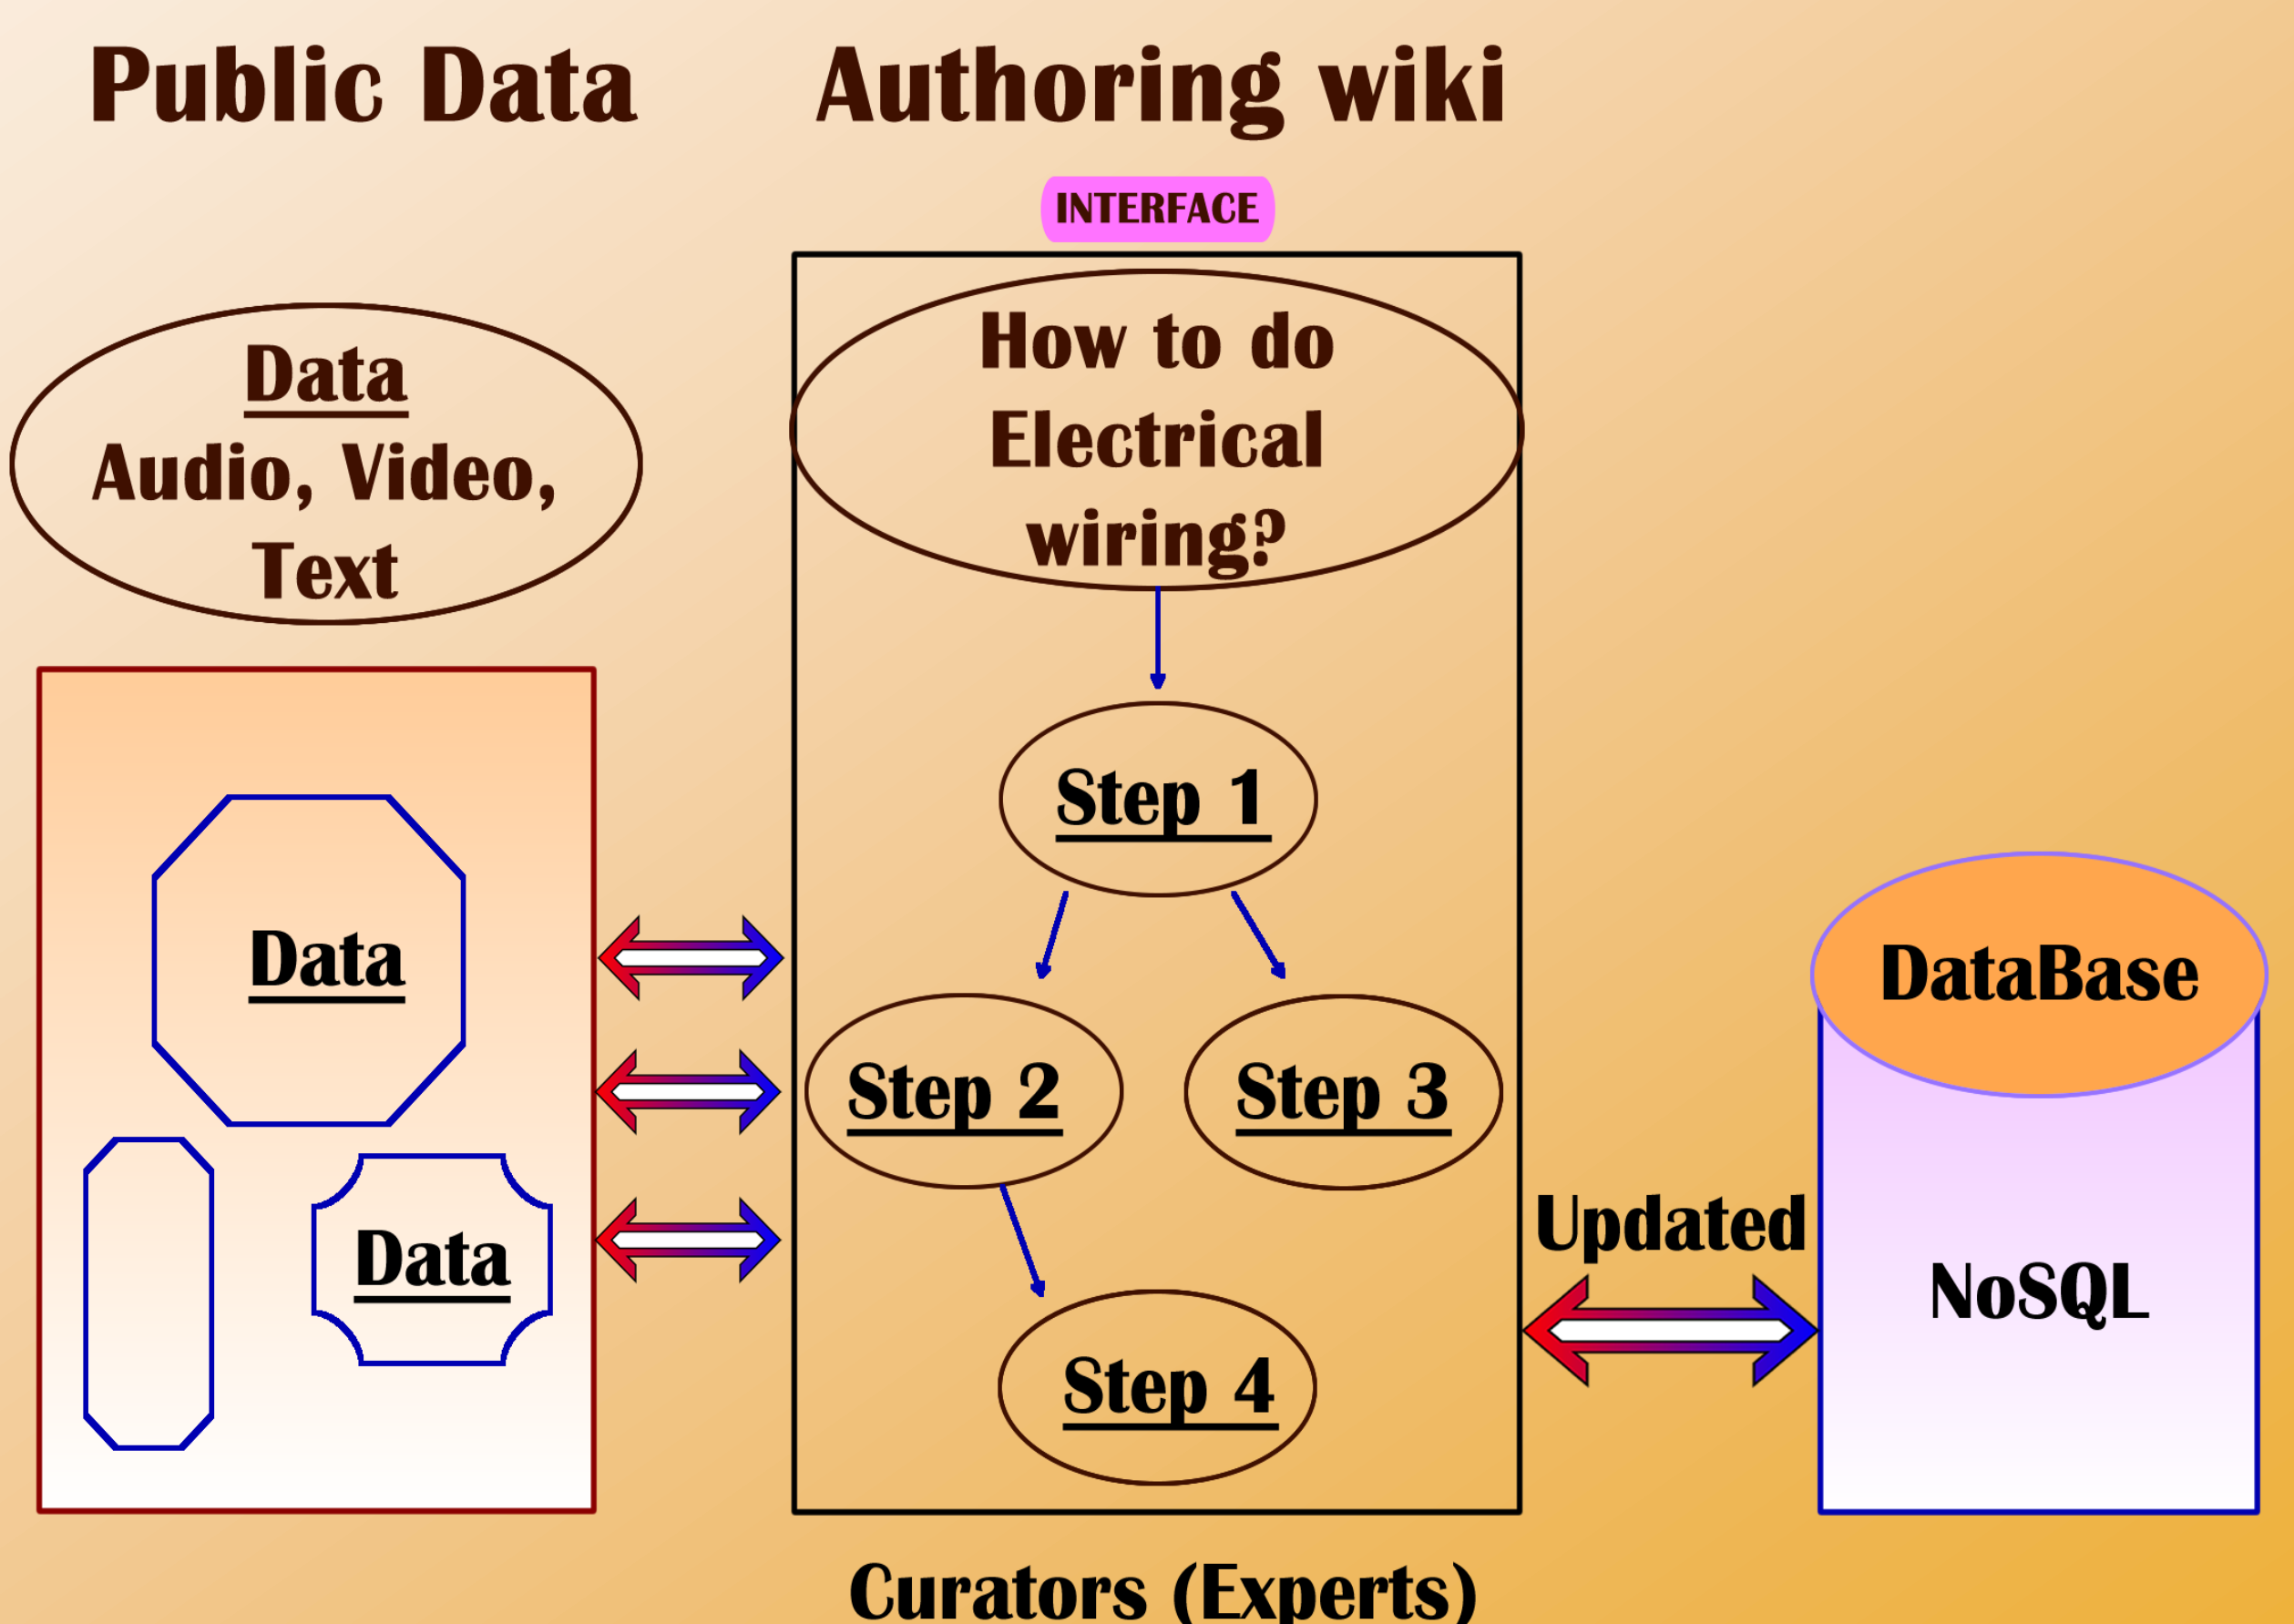 Public Data
Authoring wiki
INTERFACE
Data
Audio, Video,
Text
How to do
Electrical
wiring?
Step 1
Data
Step 2
Step 3
Data
Step 4
Updated
DataBase
NoSQL
Curators (Experts)